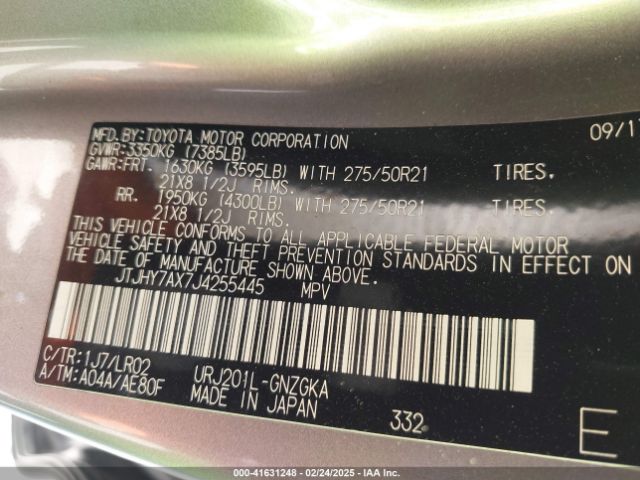 MFD.BY:TOYOTA MOTOR CORPORATION 09/17
GVWR:3350KG (7385LB)
GAWR:FRT. 1630KG (3595LB) WITH 275/50R21 TIRES.
21X8 1/2J RIMS.
RR. 1950KG (4300LB) WITH 275/50R21 TIRES.
21X8 1/2J RIMS.
THIS VEHICLE CONFORMS TO ALL APPLICABLE FEDERAL MOTOR
VEHICLE SAFETY AND THEFT PREVENTION STANDARDS IN EFFECT ON
THE DATE OF MANUFACTURE SHOWN ABOVE.
JTJHY7AX7J4255445 MPV
C/TR:1J7/LR02
A/TM:A04A/AE80F
URJ201L-GNZGKA
MADE IN JAPAN
332
E
000-41631248 - 02/24/2025 - IAA Inc.